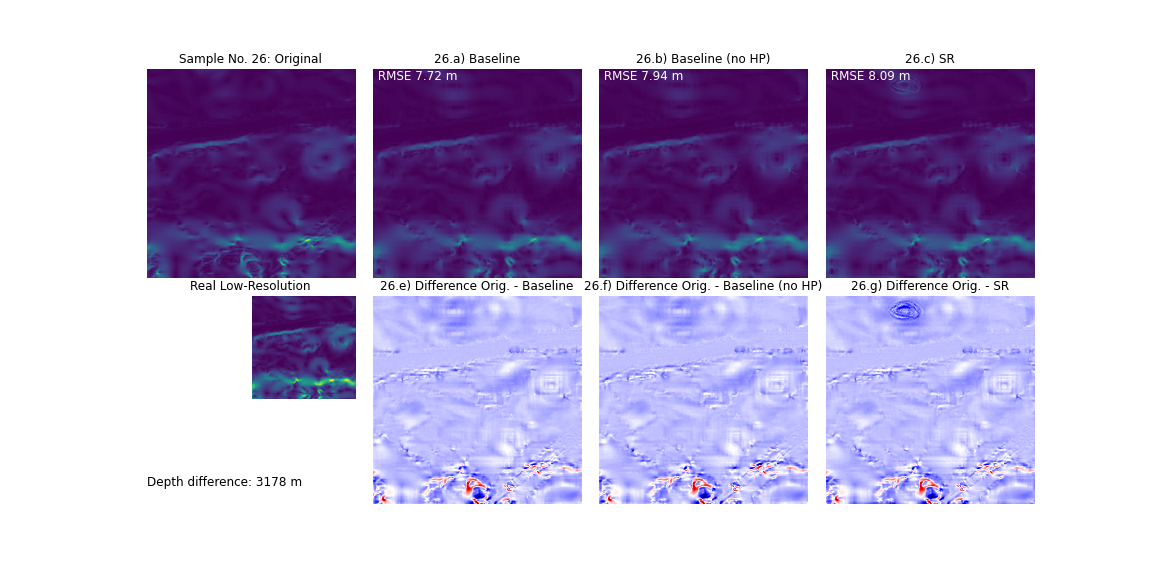 Sample No. 26: Original
26.a) Baseline
26.b) Baseline (no HP)
26.c) SR
RMSE 7.72 m
RMSE 7.94 m
RMSE 8.09 m
Real Low-Resolution
26.e) Difference Orig. - Baseline
26.f) Difference Orig. - Baseline (no HP)
26.g) Difference Orig. - SR
Depth difference: 3178 m